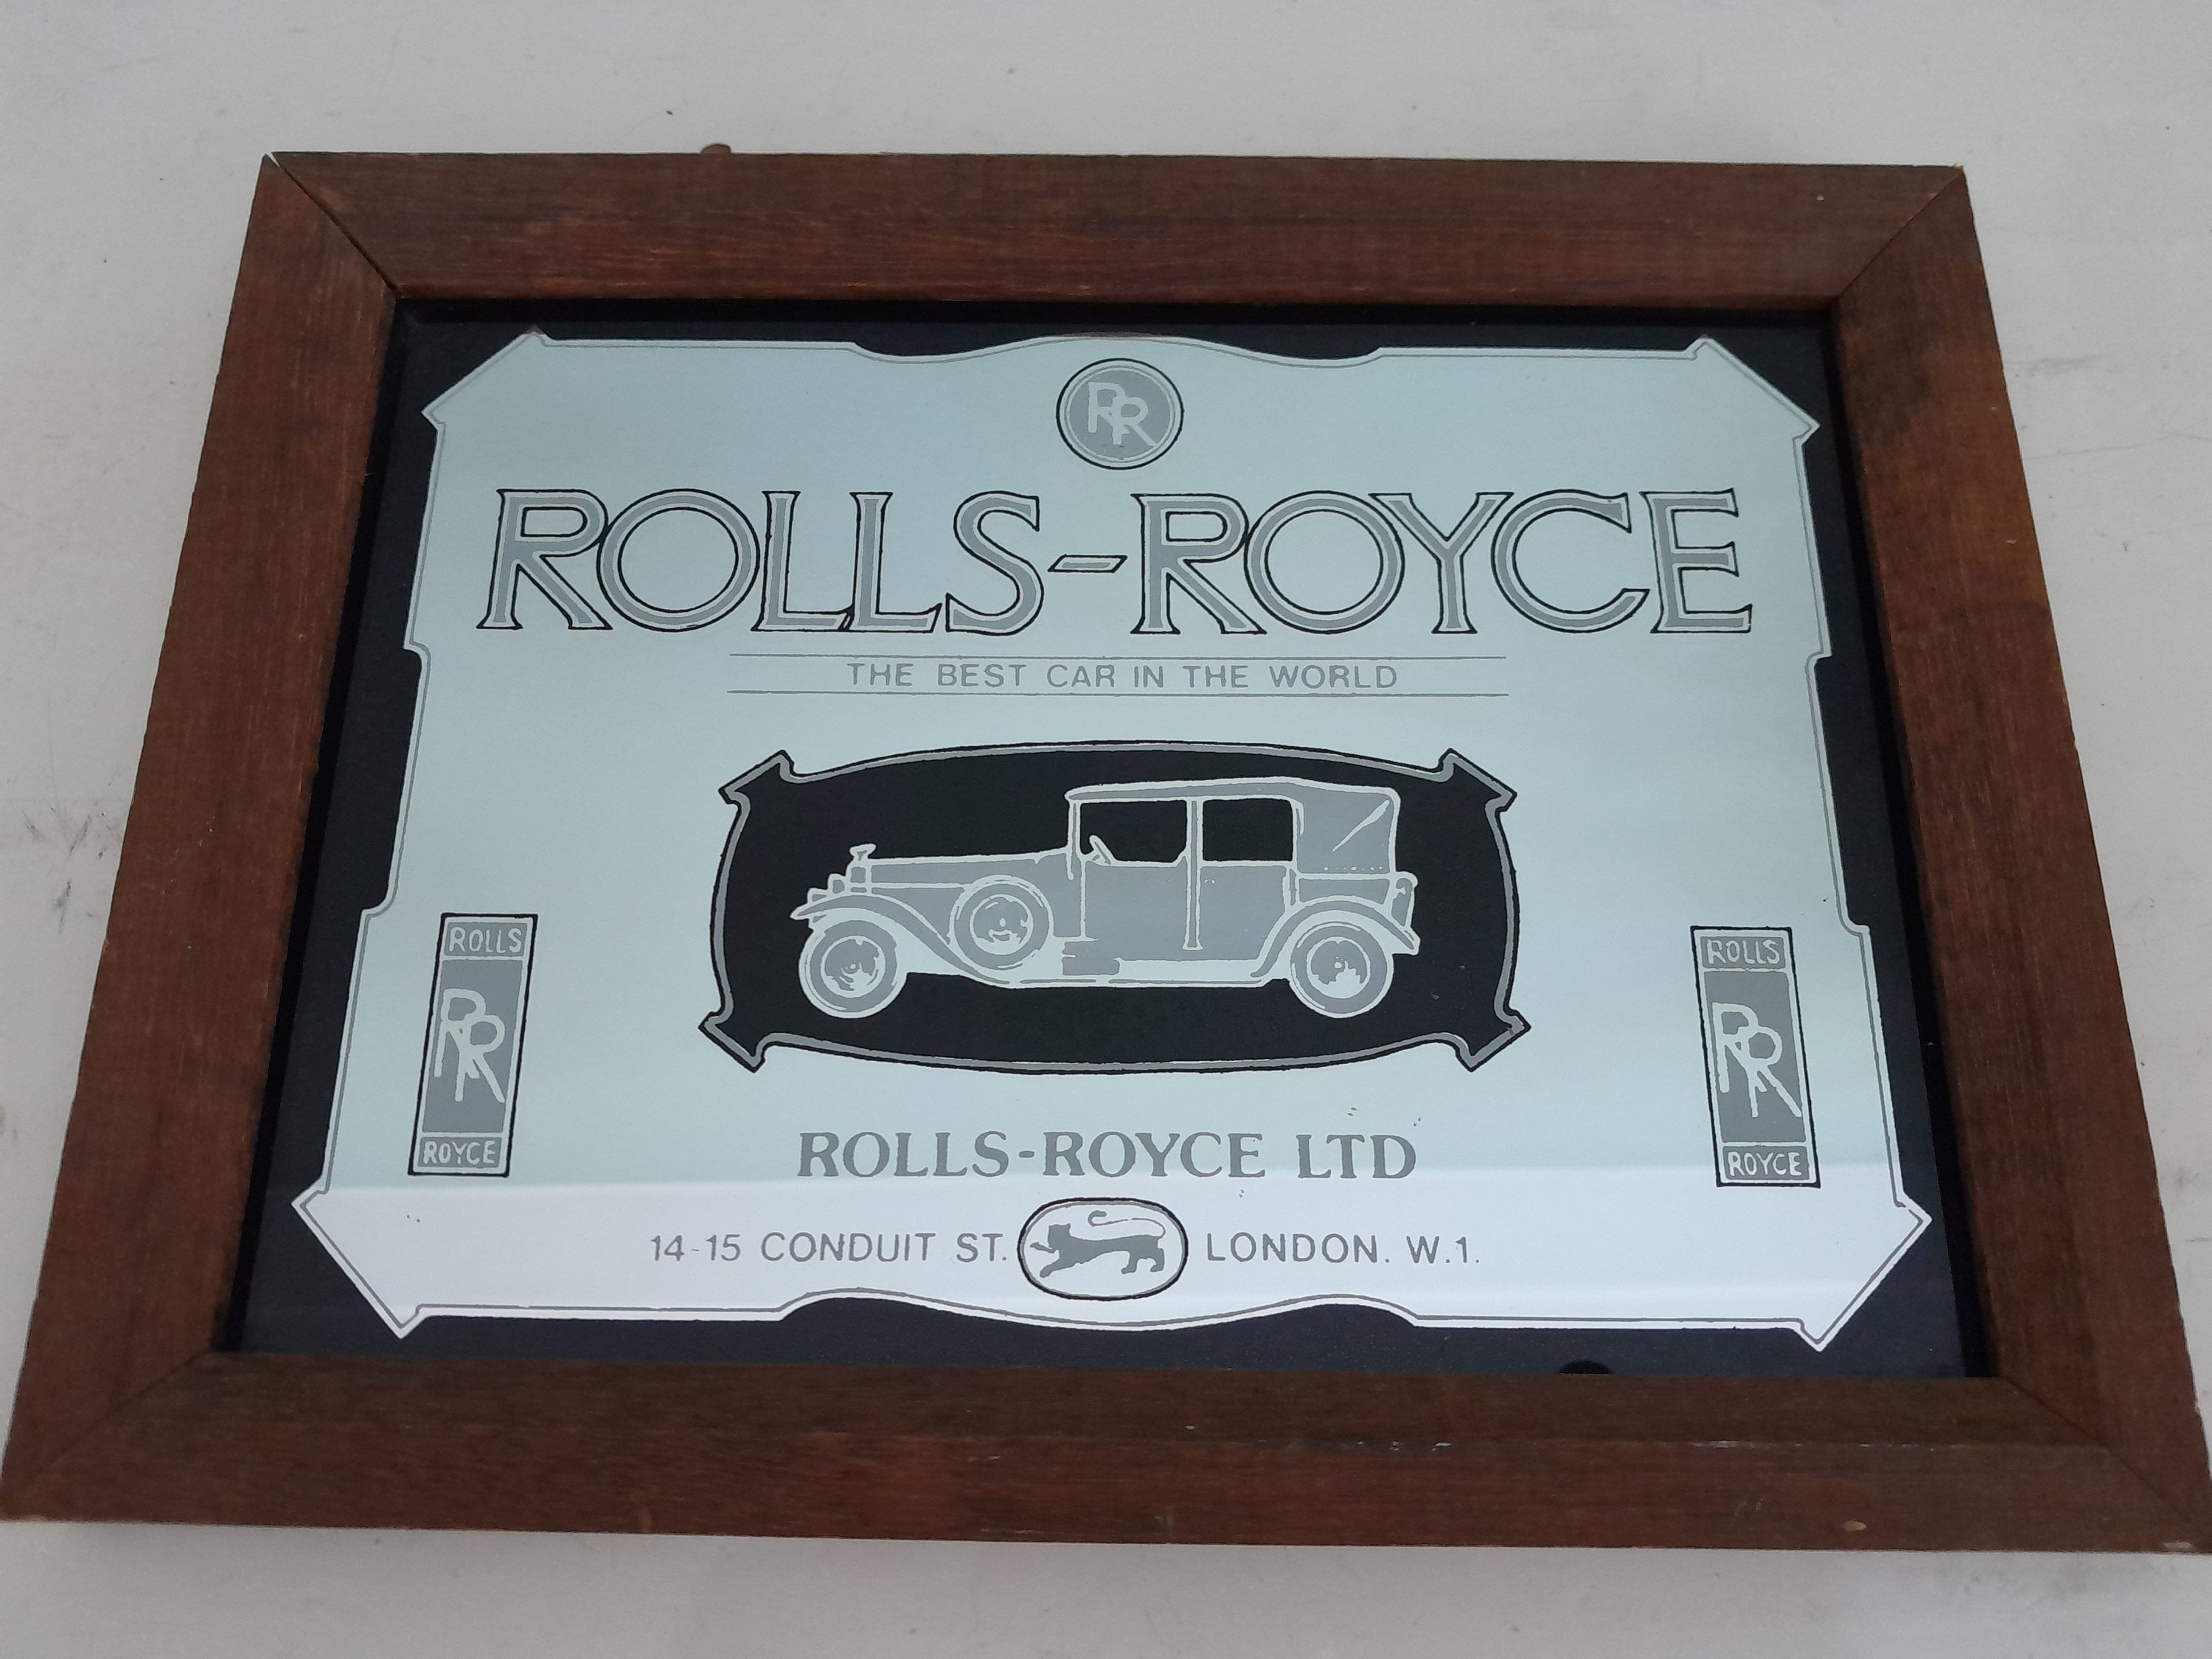 RR
ROLLS-ROYCE
THE BEST CAR IN THE WORLD
ROLLS
RR
ROYCE
ROLLS
RR
ROYCE
ROLLS-ROYCE LTD
14-15 CONDUIT ST. LONDON. W.1.